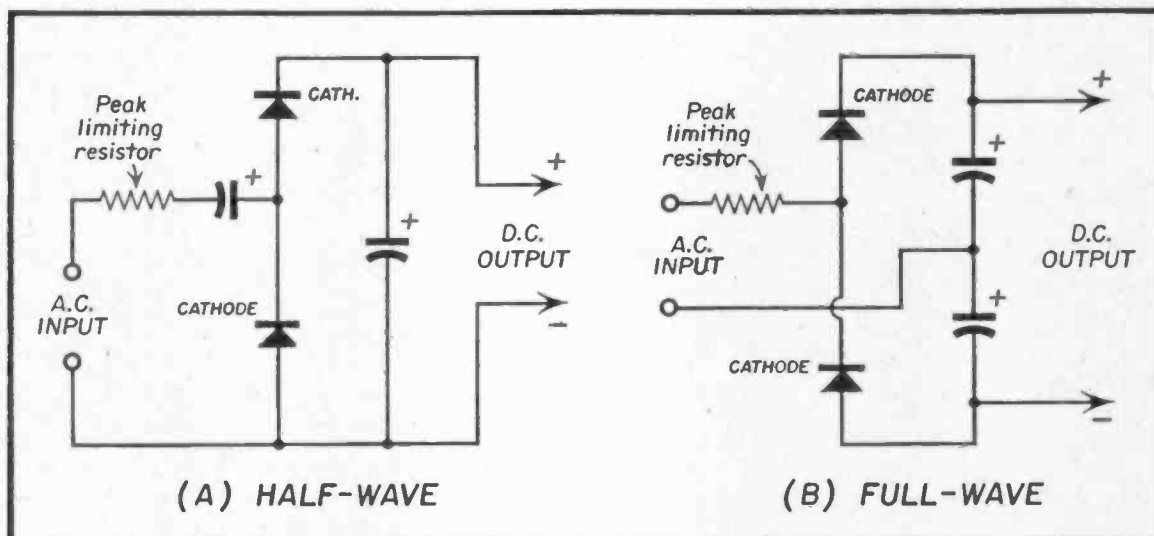 CATH.
Peak
limiting
resistor
+
+
+
D.C.
OUTPUT
A.C.
INPUT
CATHODE
−
(A) HALF-WAVE
CATHODE
+
Peak
limiting
resistor
+
A.C.
INPUT
D.C.
OUTPUT
+
CATHODE
−
(B) FULL-WAVE